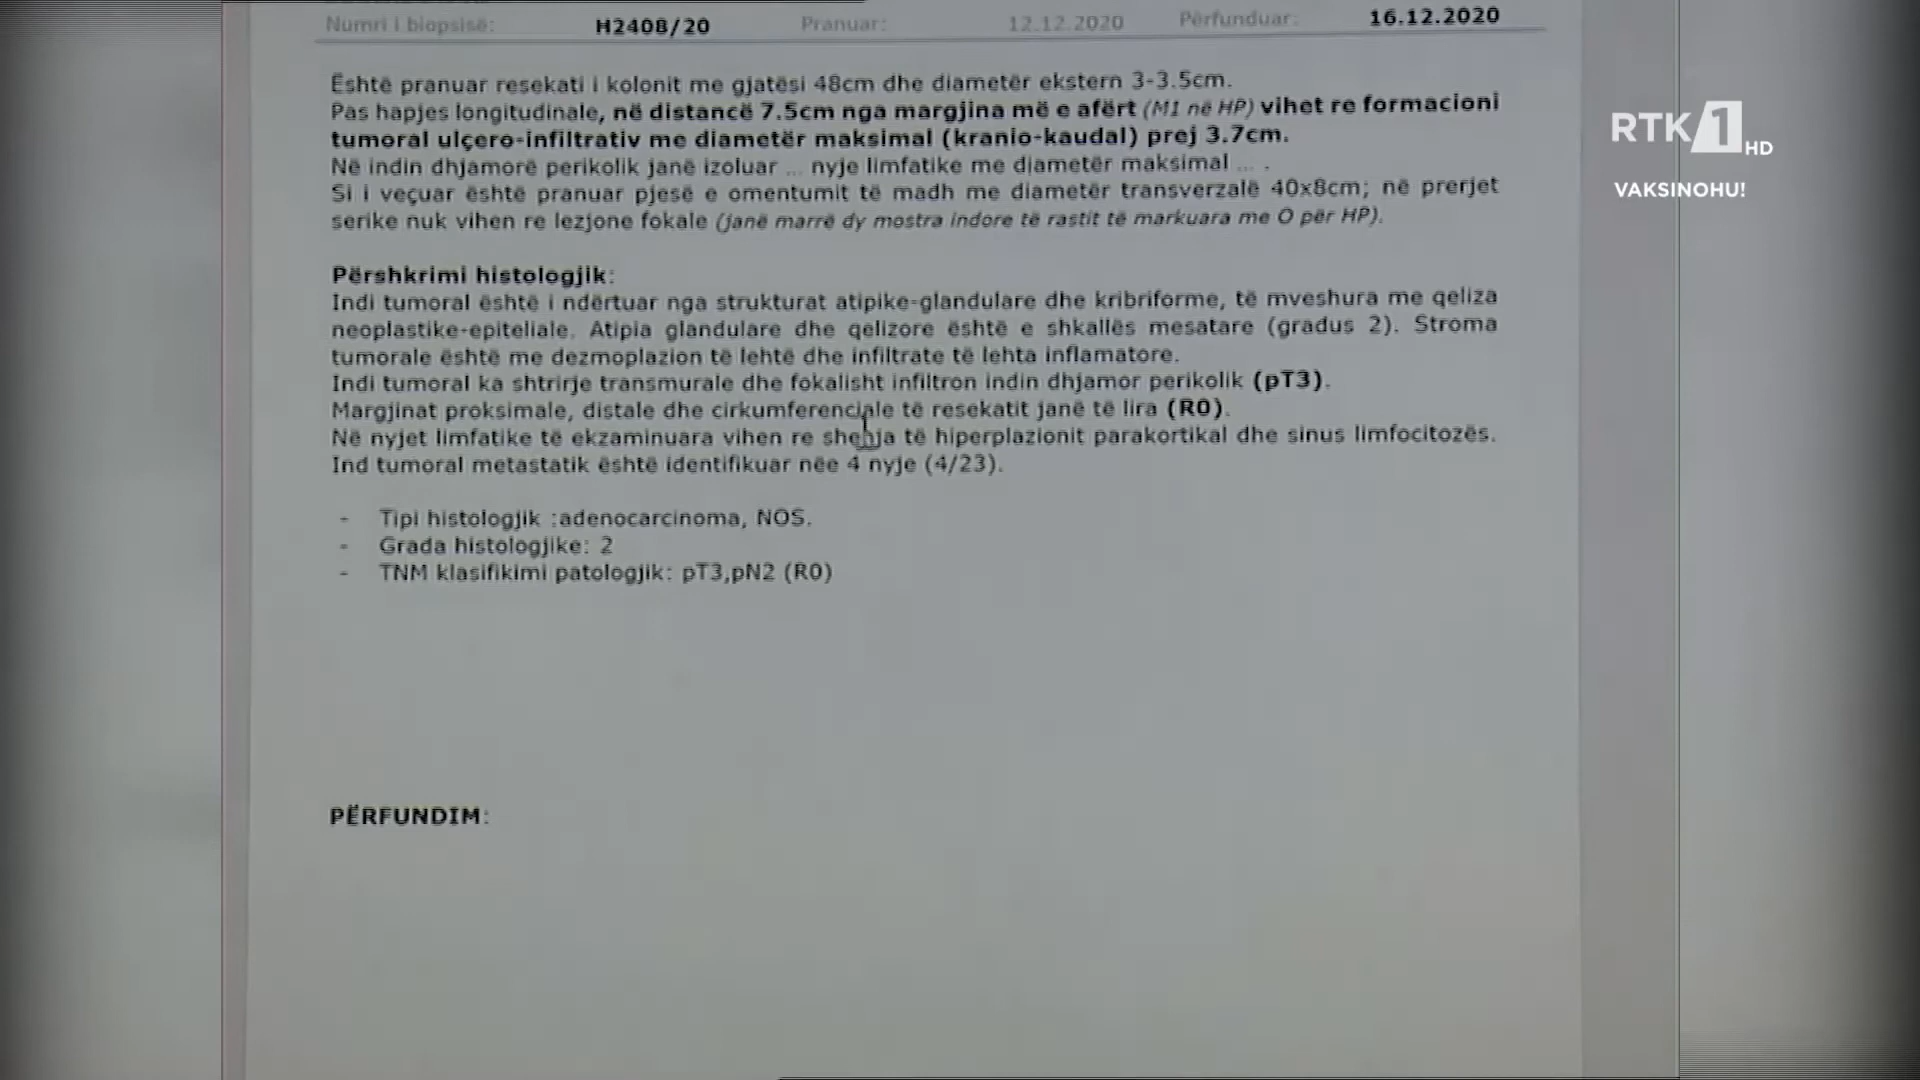 Numri i biopsisë: H2408/20 Pranuar: 12.12.2020 Përfunduar: 16.12.2020
Është pranuar resekati i kolonit me gjatësi 48cm dhe diametër ekstern 3-3.5cm.
Pas hapjes longitudinale, në distancë 7.5cm nga margjina më e afërt (M1 në HP) vihet re formacioni
tumoral ulçero-infiltrativ me diametër maksimal (kranio-kaudal) prej 3.7cm.
Në indin dhjamorë perikolik janë izoluar ... nyje limfatike me diametër maksimal ... .
Si i veçuar është pranuar pjesë e omentumit të madh me diametër transverzalë 40x8cm; në prerjet
serike nuk vihen re lezjone fokale (janë marrë dy mostra indore të rastit të markuara me O për HP).
Përshkrimi histologjik:
Indi tumoral është i ndërtuar nga strukturat atipike-glandulare dhe kribriforme, të mveshura me qeliza
neoplastike-epiteliale. Atipia glandulare dhe qelizore është e shkallës mesatare (gradus 2). Stroma
tumorale është me dezmoplazion të lehtë dhe infiltrate të lehta inflamatore.
Indi tumoral ka shtrirje transmurale dhe fokalisht infiltron indin dhjamor perikolik (pT3).
Margjinat proksimale, distale dhe cirkumferenciale të resekatit janë të lira (R0).
Në nyjet limfatike të ekzaminuara vihen re shenja të hiperplazionit parakortikal dhe sinus limfocitozës.
Ind tumoral metastatik është identifikuar nëe 4 nyje (4/23).
- Tipi histologjik :adenocarcinoma, NOS.
- Grada histologjike: 2
- TNM klasifikimi patologjik: pT3,pN2 (R0)
PËRFUNDIM:
RTK 1 HD
VAKSINOHU!